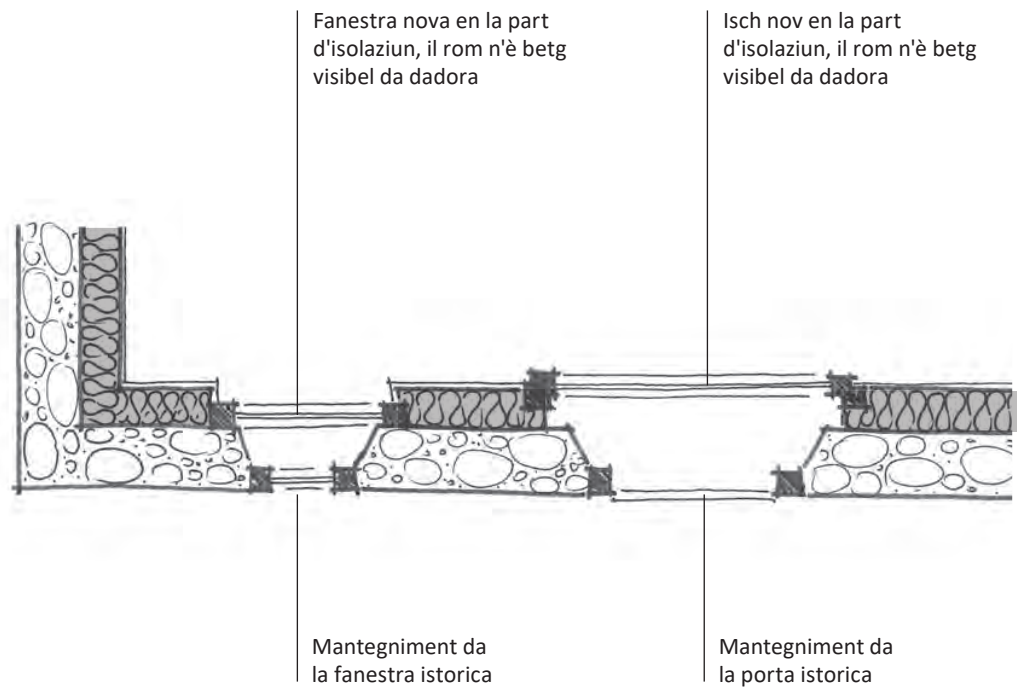 Fanestra nova en la part
d'isolaziun, il rom n'è betg
visibel da dadora
Isch nov en la part
d'isolaziun, il rom n'è betg
visibel da dadora
Mantegniment da
la fanestra istorica
Mantegniment da
la porta istorica